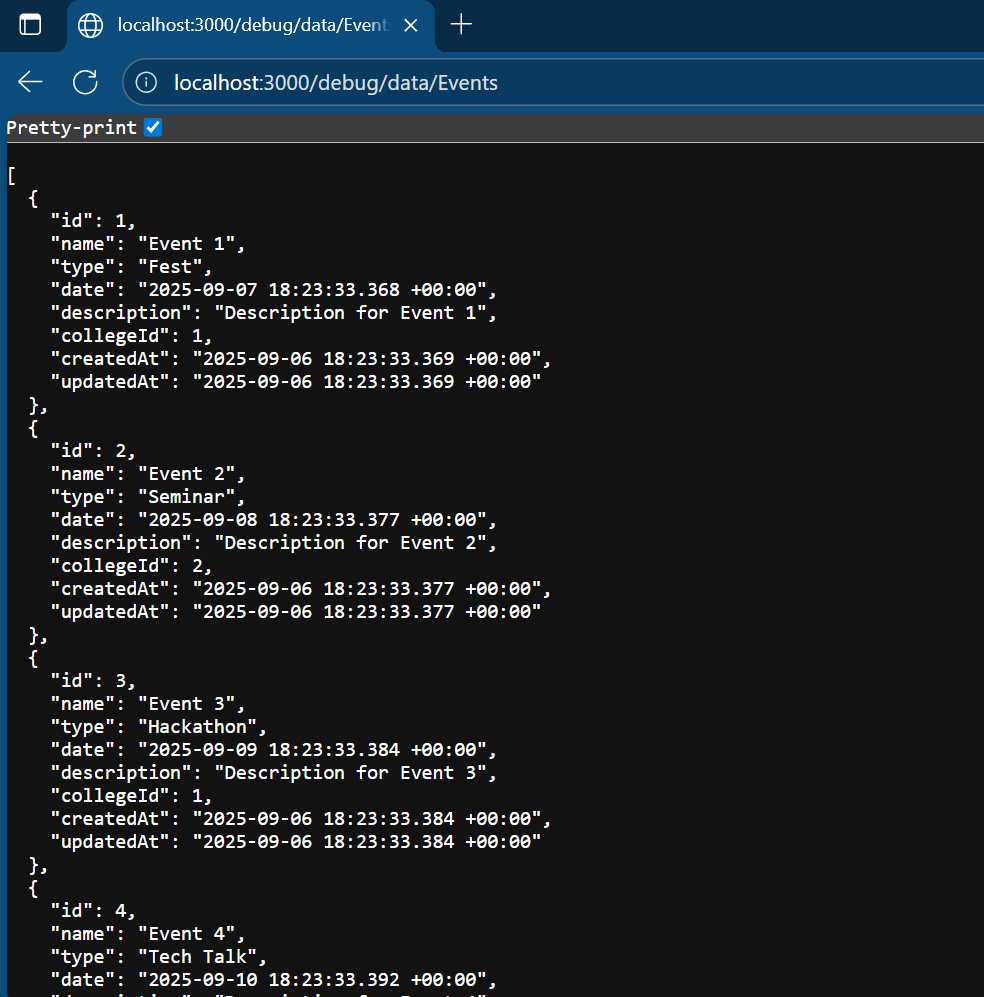 localhost:3000/debug/data/Event
localhost:3000/debug/data/Events
Pretty-print
[
  {
    "id": 1,
    "name": "Event 1",
    "type": "Fest",
    "date": "2025-09-07 18:23:33.368 +00:00",
    "description": "Description for Event 1",
    "collegeId": 1,
    "createdAt": "2025-09-06 18:23:33.369 +00:00",
    "updatedAt": "2025-09-06 18:23:33.369 +00:00"
  },
  {
    "id": 2,
    "name": "Event 2",
    "type": "Seminar",
    "date": "2025-09-08 18:23:33.377 +00:00",
    "description": "Description for Event 2",
    "collegeId": 2,
    "createdAt": "2025-09-06 18:23:33.377 +00:00",
    "updatedAt": "2025-09-06 18:23:33.377 +00:00"
  },
  {
    "id": 3,
    "name": "Event 3",
    "type": "Hackathon",
    "date": "2025-09-09 18:23:33.384 +00:00",
    "description": "Description for Event 3",
    "collegeId": 1,
    "createdAt": "2025-09-06 18:23:33.384 +00:00",
    "updatedAt": "2025-09-06 18:23:33.384 +00:00"
  },
  {
    "id": 4,
    "name": "Event 4",
    "type": "Tech Talk",
    "date": "2025-09-10 18:23:33.392 +00:00",